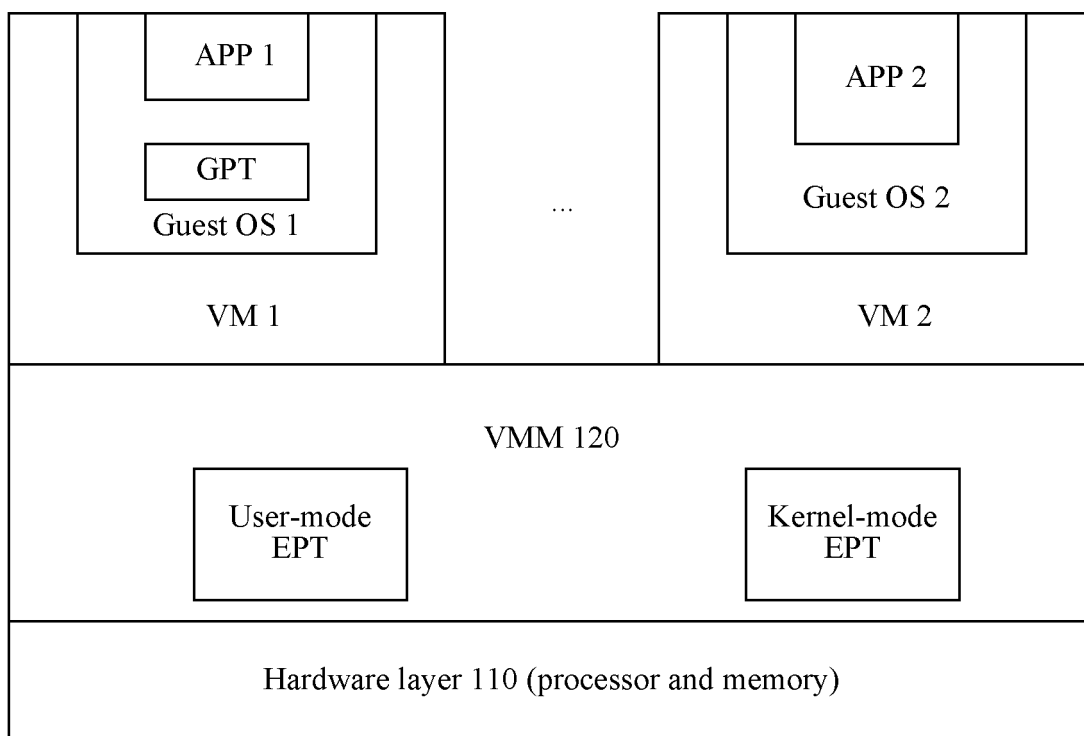 APP 1
GPT
Guest OS 1
VM 1
...
APP 2
Guest OS 2
VM 2
VMM 120
User-mode
EPT
Kernel-mode
EPT
Hardware layer 110 (processor and memory)